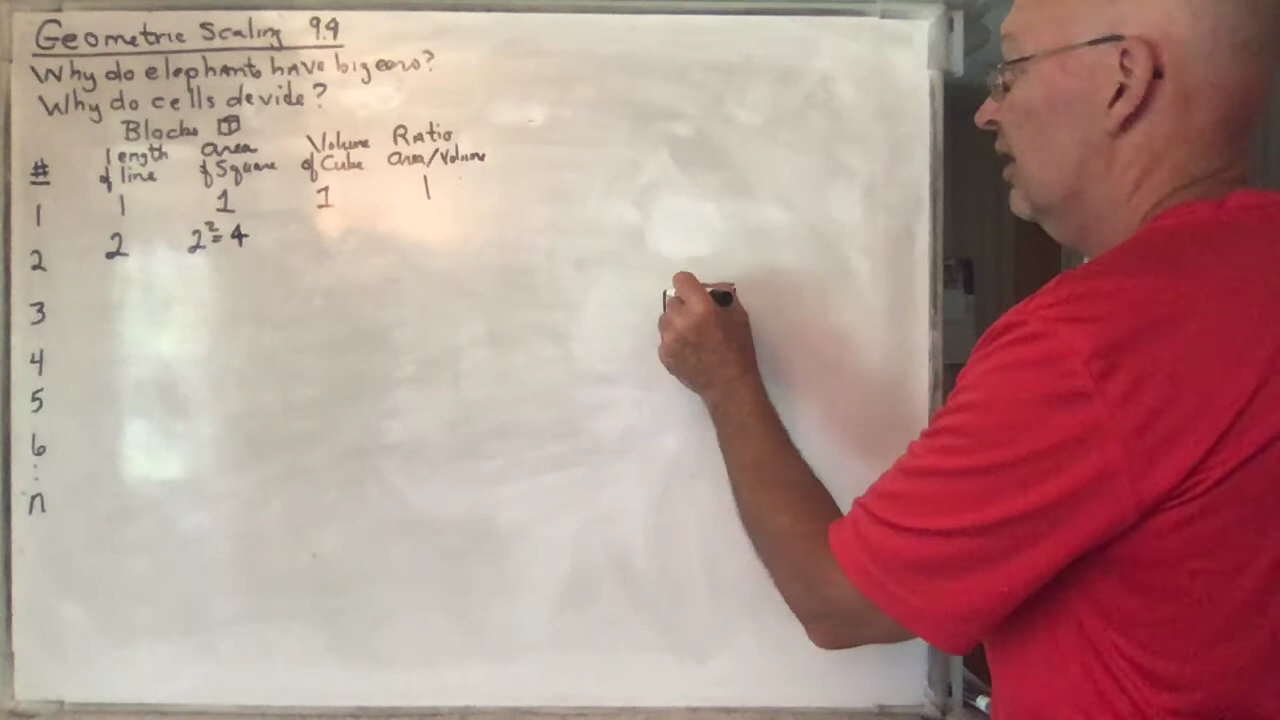 Geometric Scaling 9.4
Why do elephants have big ears?
Why do cells devide?
Blocks
# length of line area of Square Volume of Cube Ratio area/Volume
1 1 1 1 1
2 2 2²=4
3
4
5
6
:
n